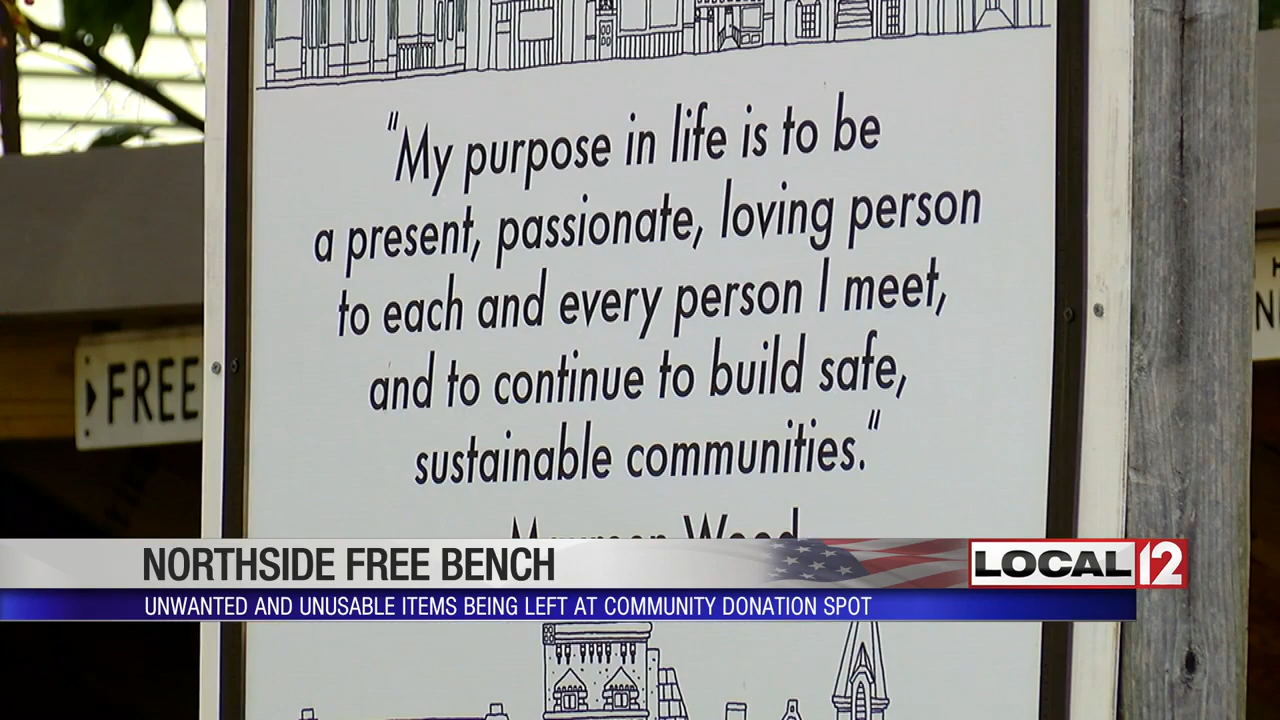 "My purpose in life is to be
a present, passionate, loving person
to each and every person I meet,
and to continue to build safe,
sustainable communities."
FREE
NORTHSIDE FREE BENCH
LOCAL 12
UNWANTED AND UNUSABLE ITEMS BEING LEFT AT COMMUNITY DONATION SPOT